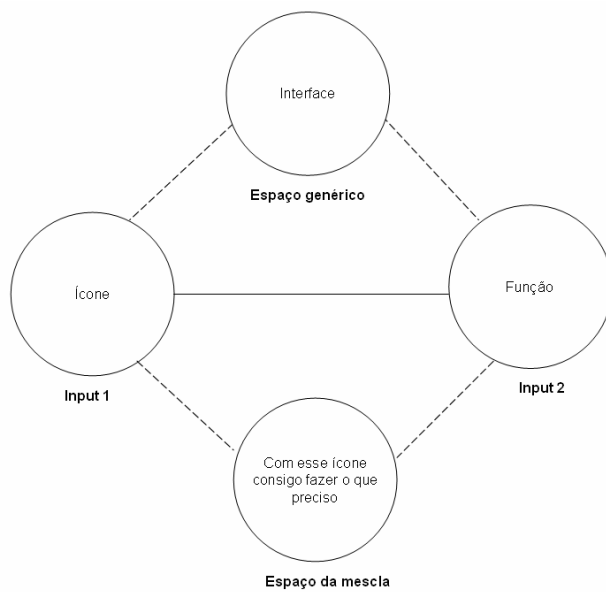 Interface
Espaço genérico
Ícone
Função
Input 1
Input 2
Com esse ícone
consigo fazer o que
preciso
Espaço da mescla